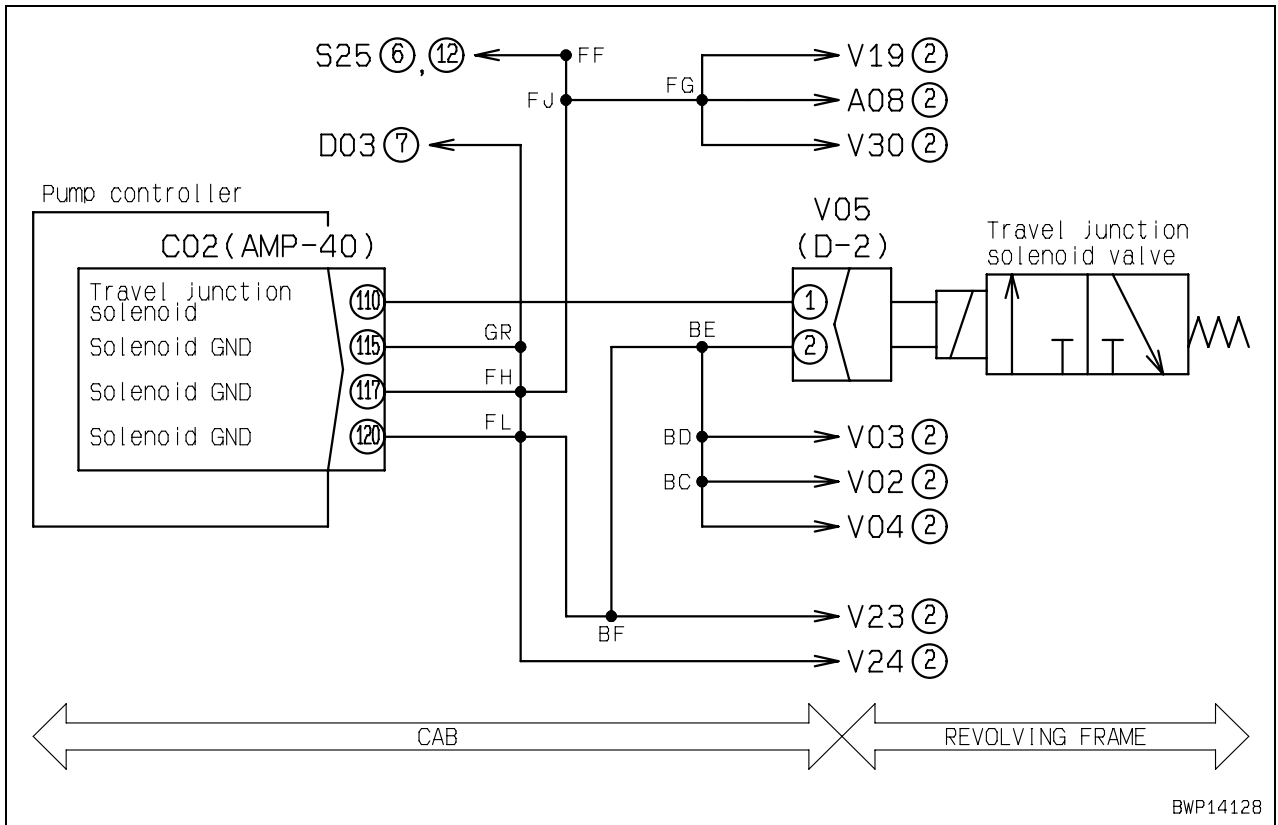 S25 ⑥,⑫
FF
V19 ②
FJ
FG
A08 ②
D03 ⑦
V30 ②
Pump controller
C02(AMP-40)
V05
(D-2)
Travel junction
solenoid valve
Travel junction
solenoid
110
1
Solenoid GND
115
GR
BE
2
Solenoid GND
117
FH
Solenoid GND
120
FL
BD
V03 ②
BC
V02 ②
V04 ②
V23 ②
BF
V24 ②
CAB
REVOLVING FRAME
BWP14128